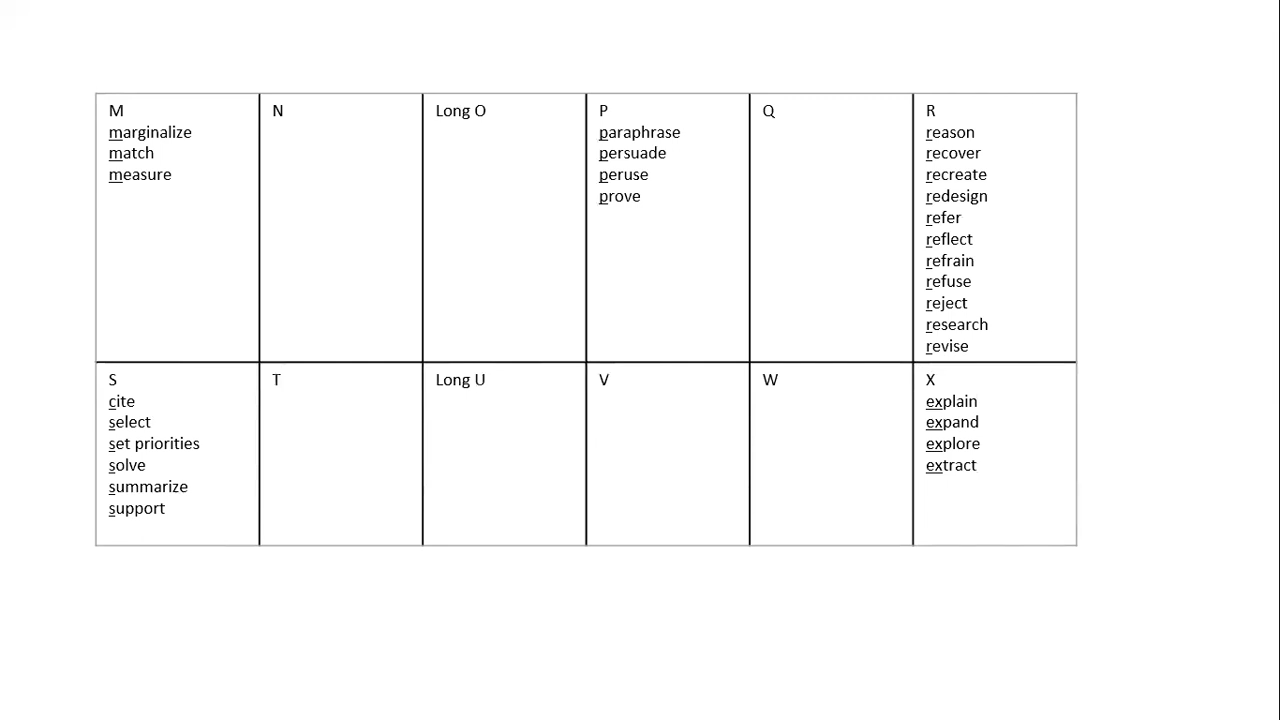 M
marginalize
match
measure
N
Long O
P
paraphrase
persuade
peruse
prove
Q
R
reason
recover
recreate
redesign
refer
reflect
refrain
refuse
reject
research
revise
S
cite
select
set priorities
solve
summarize
support
T
Long U
V
W
X
explain
expand
explore
extract